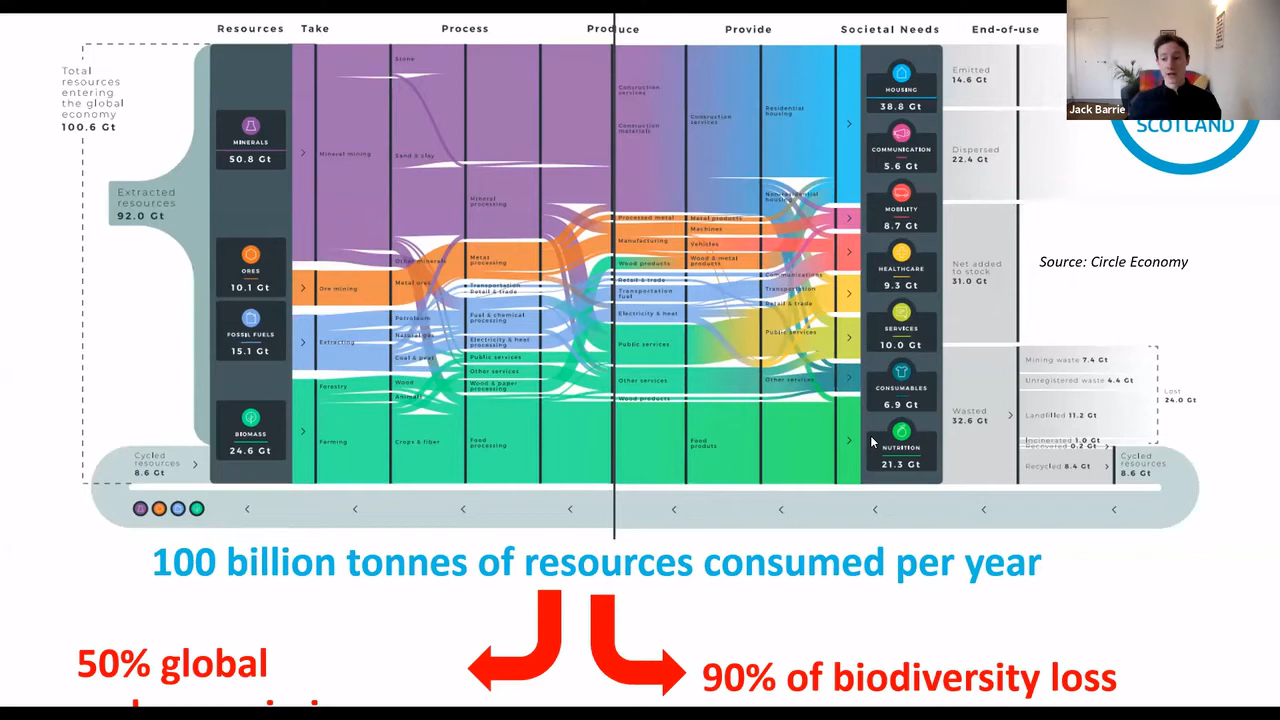 Resources Take Process Produce Provide Societal Needs End-of-use
Total
resources
entering
the global
economy
100.6 Gt
Extracted
resources
92.0 Gt
Cycled
resources
8.6 Gt
MINERALS
50.8 Gt
ORES
10.1 Gt
FOSSIL FUELS
15.1 Gt
BIOMASS
24.6 Gt
Mineral mining
Ore mining
Extracting
Forestry
Farming
Stone
Sand & clay
Other minerals
Metal ores
Petroleum
Natural gas
Coal & peat
Wood
Animals
Crops & fiber
Mineral
processing
Metal
processing
Transportation
Retail & trade
Fuel & chemical
processing
Electricity & heat
processing
Public services
Other services
Wood & paper
processing
Food
processing
Construction
services
Construction
materials
Processed metal
Manufacturing
Wood products
Retail & trade
Transportation
fuel
Electricity & heat
Public services
Other services
Wood products
Construction
services
Metal products
Machines
Vehicles
Wood & metal
products
Food
produts
Residential
housing
Nonresidential
housing
Communications
Transportation
Retail & trade
Public services
Other services
HOUSING
38.8 Gt
COMMUNICATION
5.6 Gt
MOBILITY
8.7 Gt
HEALTHCARE
9.3 Gt
SERVICES
10.0 Gt
CONSUMABLES
6.9 Gt
NUTRITION
21.3 Gt
Emitted
14.6 Gt
Dispersed
22.4 Gt
Net added
to stock
31.0 Gt
Wasted
32.6 Gt
Mining waste 7.4 Gt
Unregistered waste 4.4 Gt
Landfilled 11.2 Gt
Incinerated 1.0 Gt
Recovered 0.2 Gt
Recycled 8.4 Gt
Lost
24.0 Gt
Cycled
resources
8.6 Gt
Jack Barrie
SCOTLAND
Source: Circle Economy
100 billion tonnes of resources consumed per year
50% global
90% of biodiversity loss